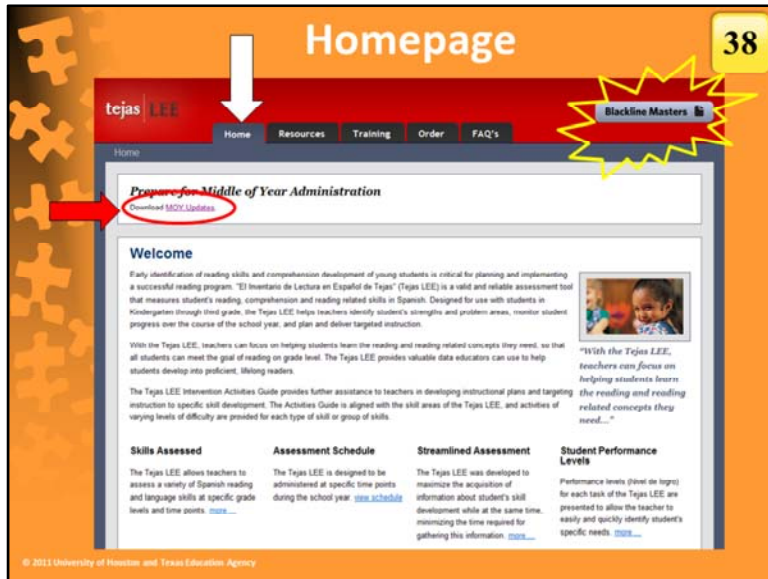 Homepage
38
tejas LEE
Blackline Masters
Home
Resources
Training
Order
FAQ's
Home
Prepare for Middle of Year Administration
Download MOY Updates.
Welcome
Early identification of reading skills and comprehension development of young students is critical for planning and implementing
a successful reading program. "El Inventario de Lectura en Español de Tejas" (Tejas LEE) is a valid and reliable assessment tool
that measures student's reading, comprehension and reading related skills in Spanish. Designed for use with students in
Kindergarten through third grade, the Tejas LEE helps teachers identify student's strengths and problem areas, monitor student
progress over the course of the school year, and plan and deliver targeted instruction.
With the Tejas LEE, teachers can focus on helping students learn the reading and reading related concepts they need, so that
all students can meet the goal of reading on grade level. The Tejas LEE provides valuable data educators can use to help
students develop into proficient, lifelong readers.
The Tejas LEE Intervention Activities Guide provides further assistance to teachers in developing instructional plans and targeting
instruction to specific skill development. The Activities Guide is aligned with the skill areas of the Tejas LEE, and activities of
varying levels of difficulty are provided for each type of skill or group of skills.
"With the Tejas LEE,
teachers can focus on
helping students learn
the reading and reading
related concepts they
need..."
Skills Assessed
The Tejas LEE allows teachers to
assess a variety of Spanish reading
and language skills at specific grade
levels and time points. more ...
Assessment Schedule
The Tejas LEE is designed to be
administered at specific time points
during the school year. view schedule
Streamlined Assessment
The Tejas LEE was developed to
maximize the acquisition of
information about student's skill
development while at the same time,
minimizing the time required for
gathering this information. more ...
Student Performance
Levels
Performance levels (Nivel de logro)
for each task of the Tejas LEE are
presented to allow the teacher to
easily and quickly identify student's
specific needs. more ...
© 2011 University of Houston and Texas Education Agency